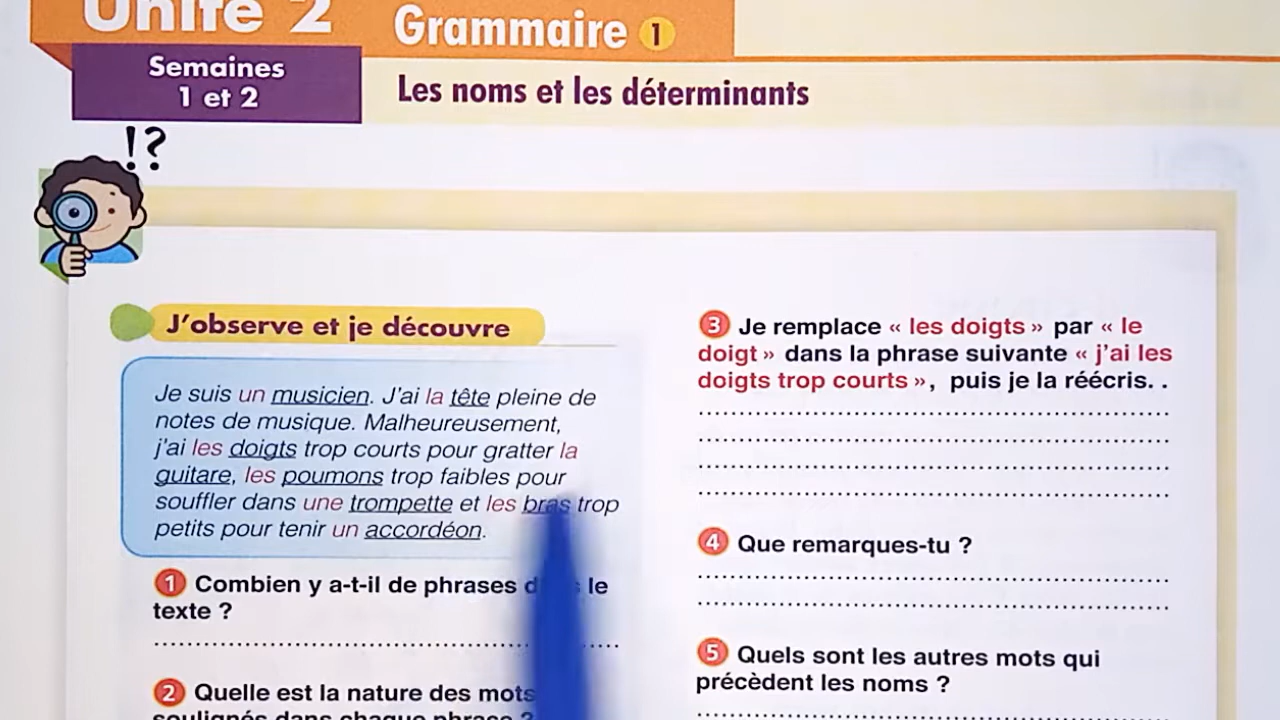 Unité 2
Grammaire 1
Semaines
1 et 2
Les noms et les déterminants
!?
J'observe et je découvre
Je suis un musicien. J'ai la tête pleine de
notes de musique. Malheureusement,
j'ai les doigts trop courts pour gratter la
guitare, les poumons trop faibles pour
souffler dans une trompette et les bras trop
petits pour tenir un accordéon.
1 Combien y a-t-il de phrases le
texte ?
2 Quelle est la nature des mots
soulignés dans chaque phrase ?
3 Je remplace « les doigts » par « le
doigt » dans la phrase suivante « j'ai les
doigts trop courts », puis je la réécris. .
4 Que remarques-tu ?
5 Quels sont les autres mots qui
précèdent les noms ?